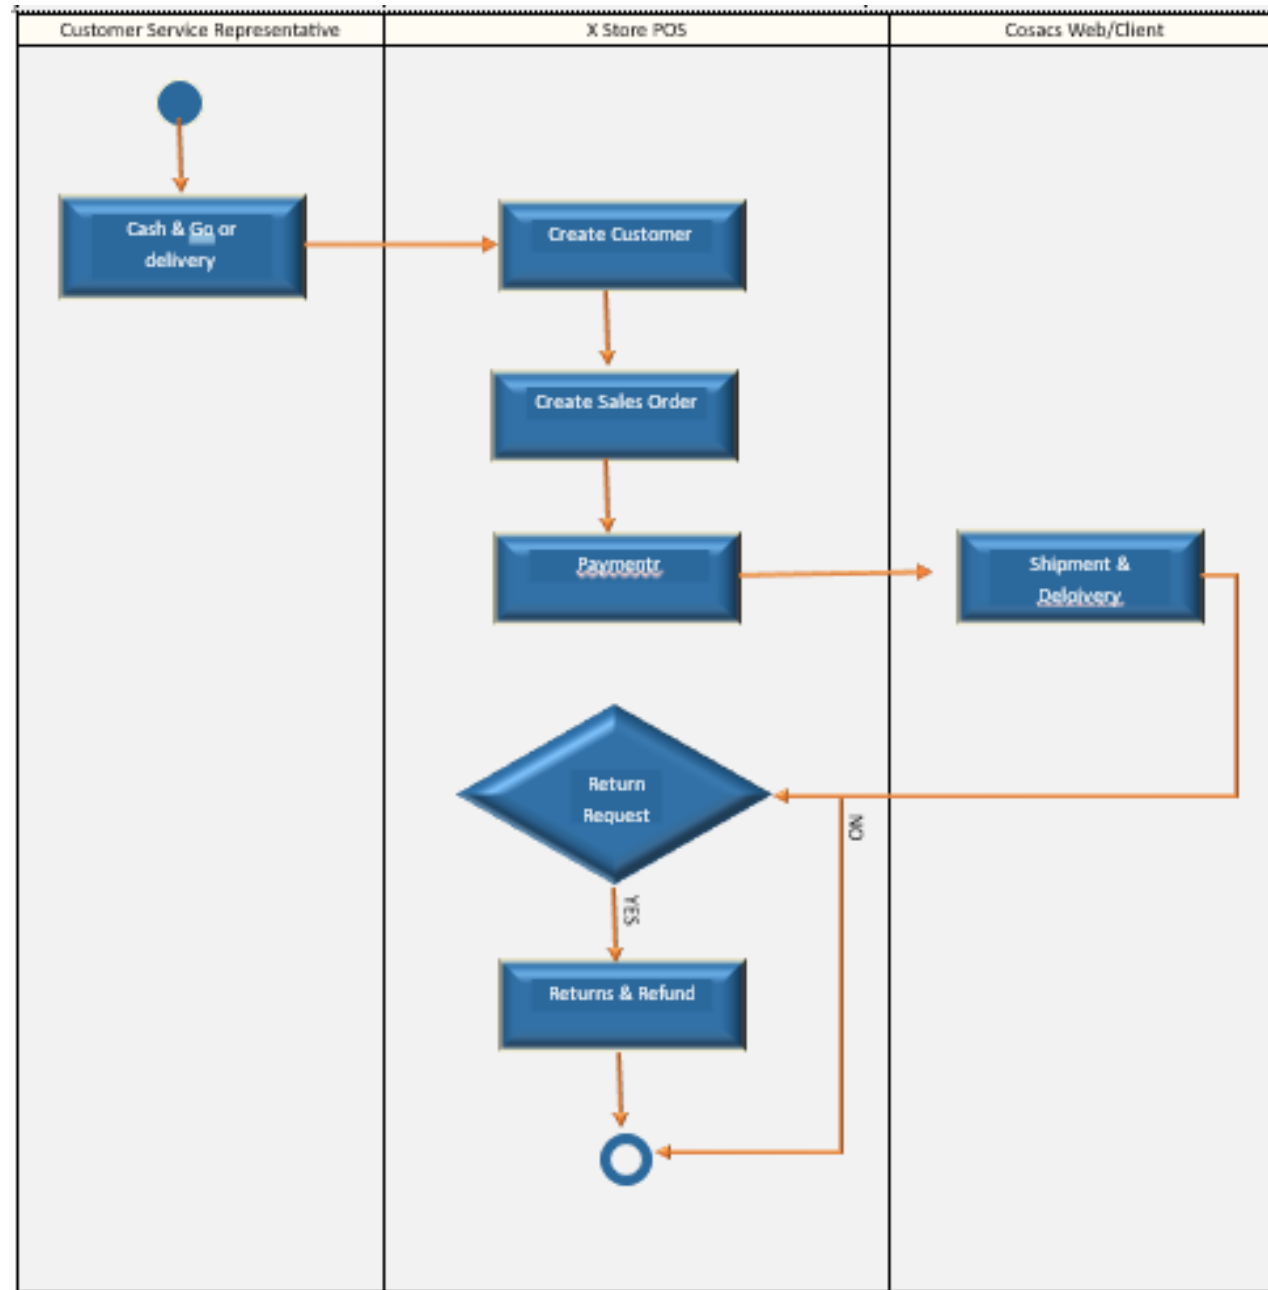 Customer Service Representative
X Store POS
Cosacs Web/Client
Cash & Go or
delivery
Create Customer
Create Sales Order
Paymentr
Shipment &
Deloivery
Return
Request
NO
YES
Returns & Refund